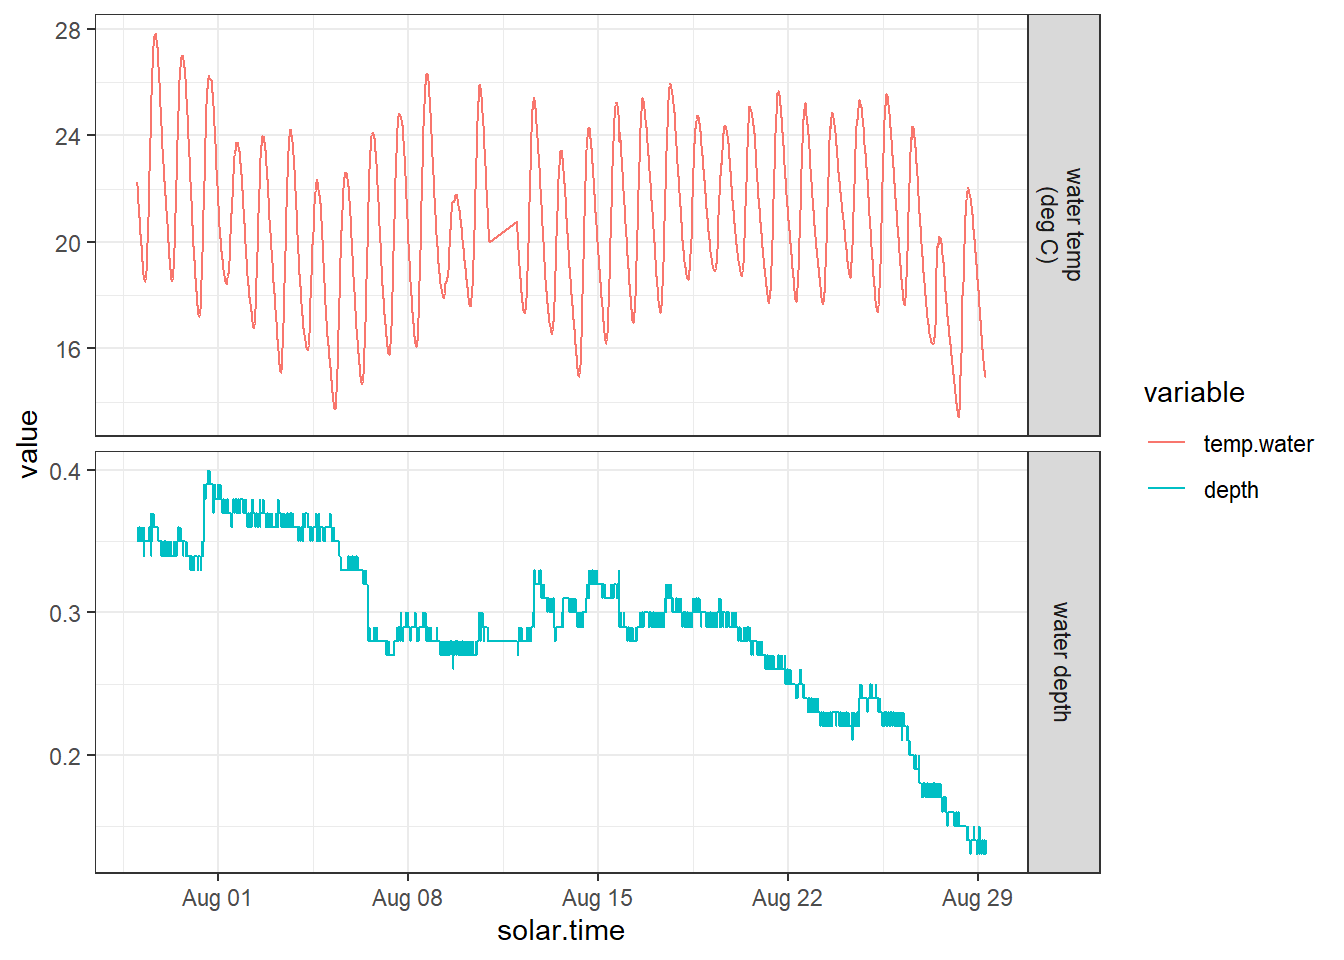 28
24
20
16
water temp
(deg C)
value
0.4
0.3
0.2
water depth
Aug 01
Aug 08
Aug 15
Aug 22
Aug 29
solar.time
variable
temp.water
depth